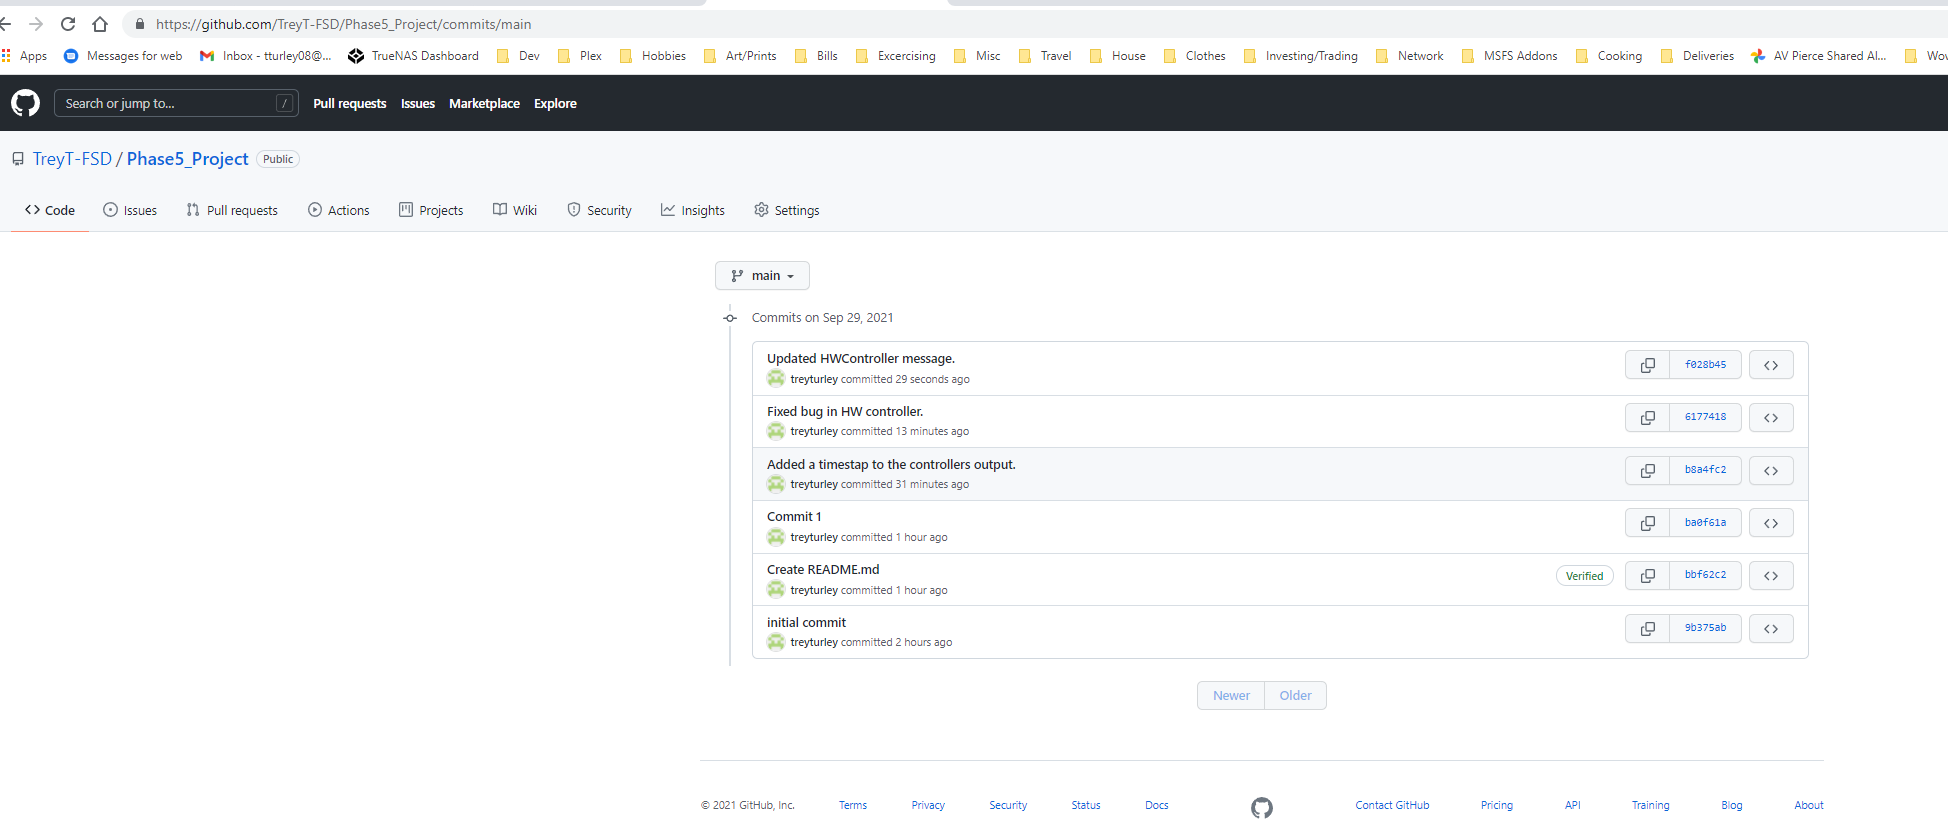 https://github.com/TreyT-FSD/Phase5_Project/commits/main
Apps Messages for web Inbox - tturley08@... TrueNAS Dashboard Dev Plex Hobbies Art/Prints Bills Excercising Misc Travel House Clothes Investing/Trading Network MSFS Addons Cooking Deliveries AV Pierce Shared Al...
Search or jump to... / Pull requests Issues Marketplace Explore
TreyT-FSD / Phase5_Project Public
Code Issues Pull requests Actions Projects Wiki Security Insights Settings
main
Commits on Sep 29, 2021
Updated HWController message.
treyturley committed 29 seconds ago
f028b45
Fixed bug in HW controller.
treyturley committed 13 minutes ago
6177418
Added a timestap to the controllers output.
treyturley committed 31 minutes ago
b8a4fc2
Commit 1
treyturley committed 1 hour ago
ba0f61a
Create README.md
treyturley committed 1 hour ago
Verified bbf62c2
initial commit
treyturley committed 2 hours ago
9b375ab
Newer Older
© 2021 GitHub, Inc. Terms Privacy Security Status Docs Contact GitHub Pricing API Training Blog About